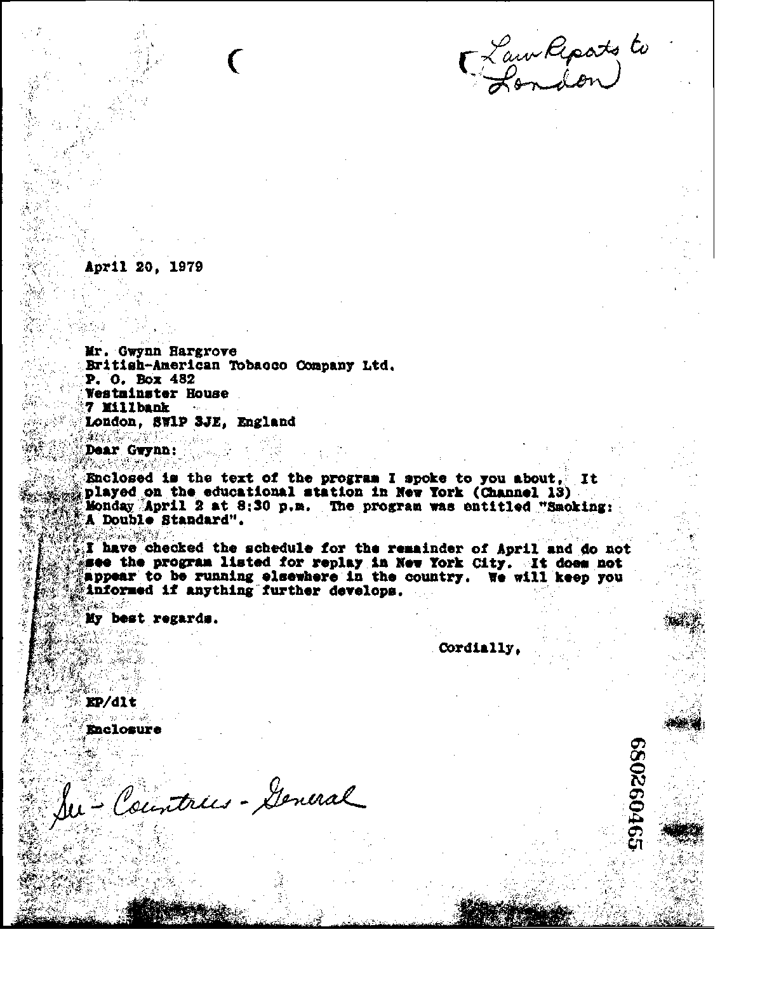 Law Reports to
London
April 20, 1979
Mr. Gwynn Hargrove
British-American Tobacco Company Ltd.
P. O. Box 482
Westminster House
7 Millbank
London, SW1P 3JE, England
Dear Gwynn:
Enclosed is the text of the program I spoke to you about, It
played on the educational station in New York (Channel 13)
Monday April 2 at 8:30 p.m. The program was entitled "Smoking:
A Double Standard".
I have checked the schedule for the remainder of April and do not
see the program listed for replay in New York City. It does not
appear to be running elsewhere in the country. We will keep you
informed if anything further develops.
My best regards.
Cordially,
EP/dlt
Enclosure
680260465
See - Countries - General